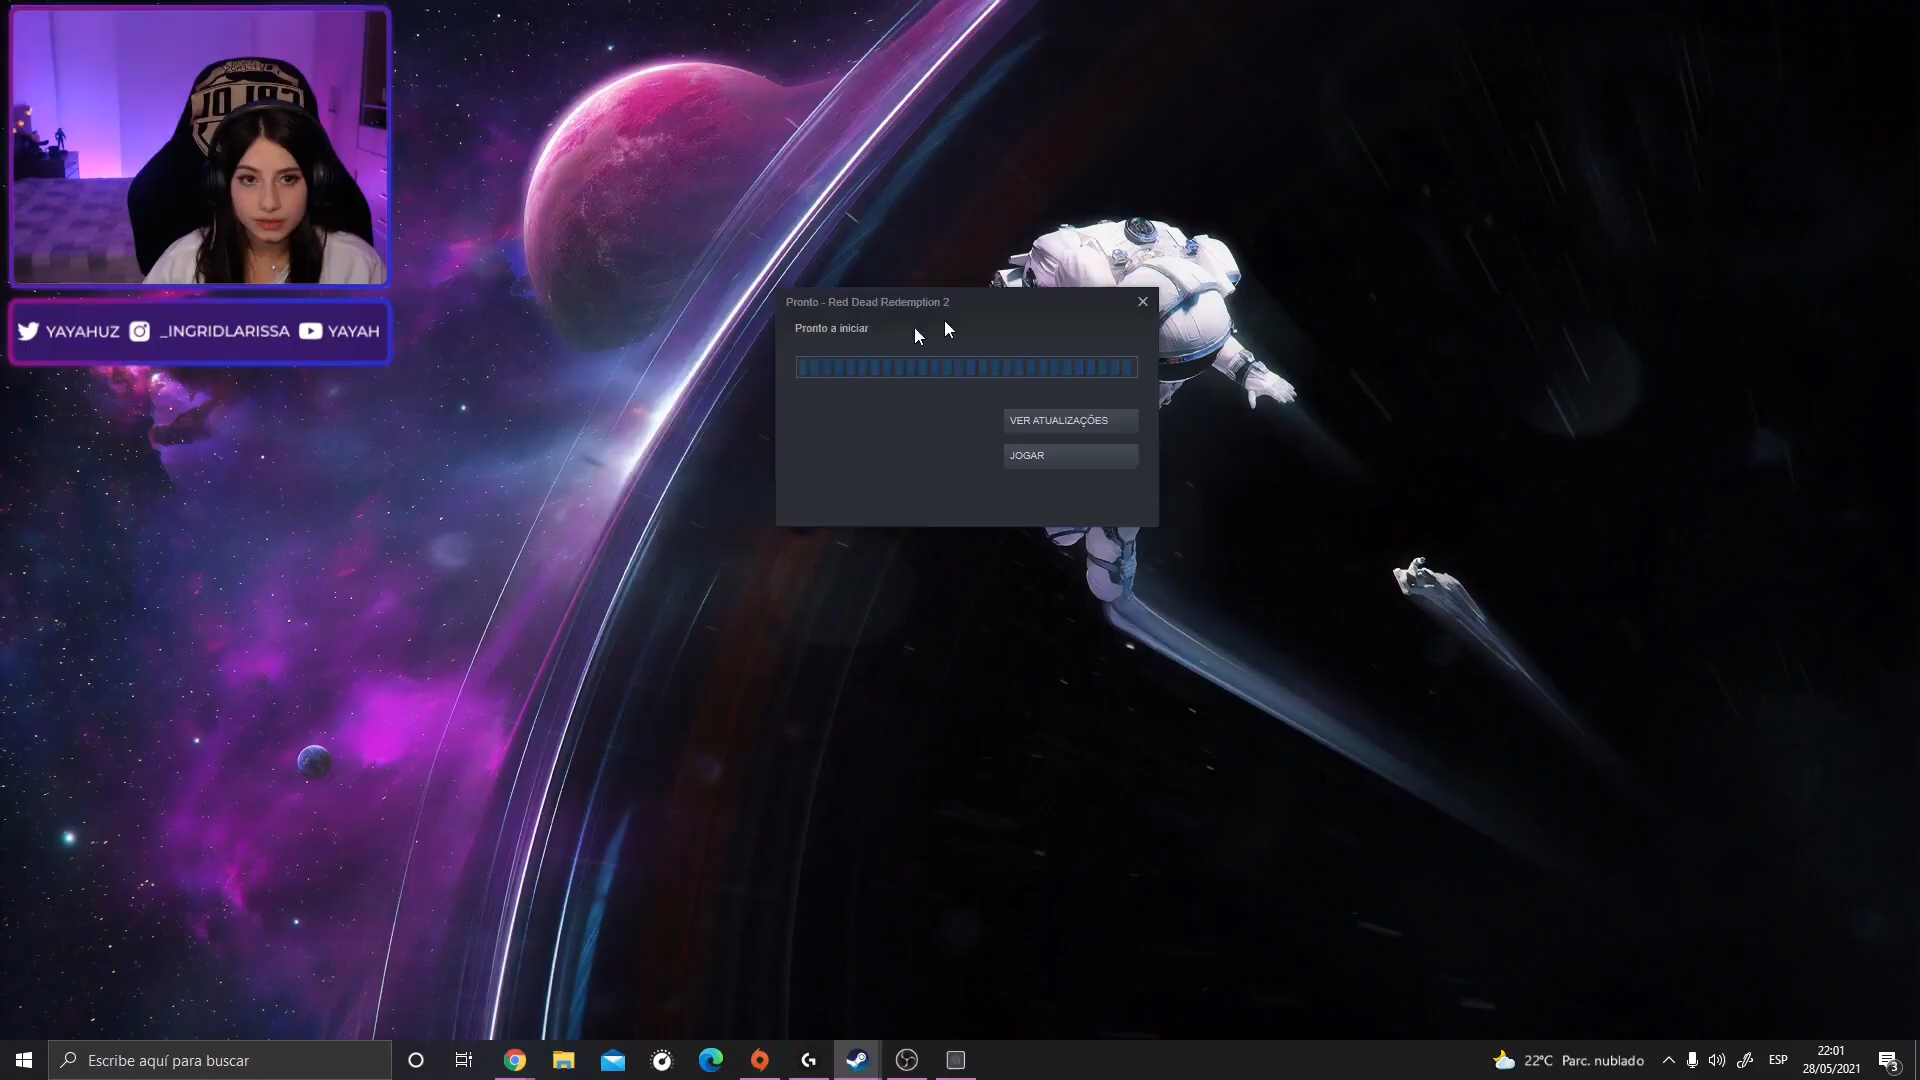 YAYAHUZ _INGRIDLARISSA YAYAH
Pronto - Red Dead Redemption 2
Pronto a iniciar
VER ATUALIZAÇÕES
JOGAR
Escribe aquí para buscar
22°C Parc. nublado
ESP
22:01
28/05/2021
3